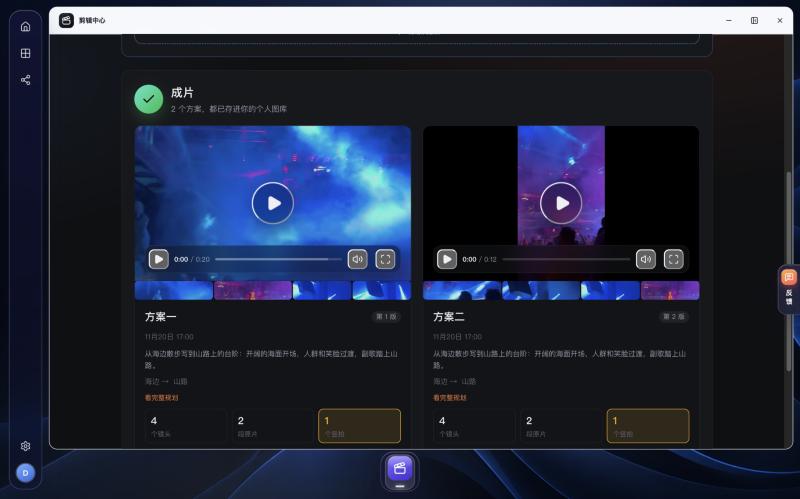 剪辑中心
成片
2 个方案，都已存进你的个人图库
0:00 / 0:20
0:00 / 0:12
方案一
第 1 版
11月20日 17:00
从海边散步写到山路上的台阶：开阔的海面开场，人群和笑脸过渡，副歌踏上山路。
海边 → 山路
看完整规划
4
个镜头
2
段原片
1
个竖拍
方案二
第 2 版
11月20日 17:00
从海边散步写到山路上的台阶：开阔的海面开场，人群和笑脸过渡，副歌踏上山路。
海边 → 山路
看完整规划
4
个镜头
2
段原片
1
个竖拍
反馈
D